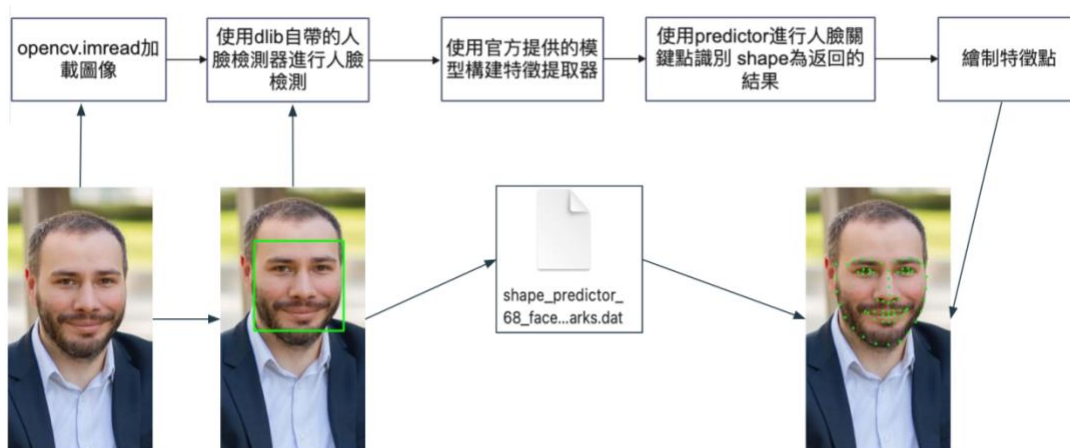 opencv.imread加
載圖像
使用dlib自帶的人
臉檢測器進行人臉
檢測
使用官方提供的模
型構建特徵提取器
使用predictor進行人臉關
鍵點識別 shape為返回的
結果
繪制特徵點
shape_predictor_
68_face...arks.dat